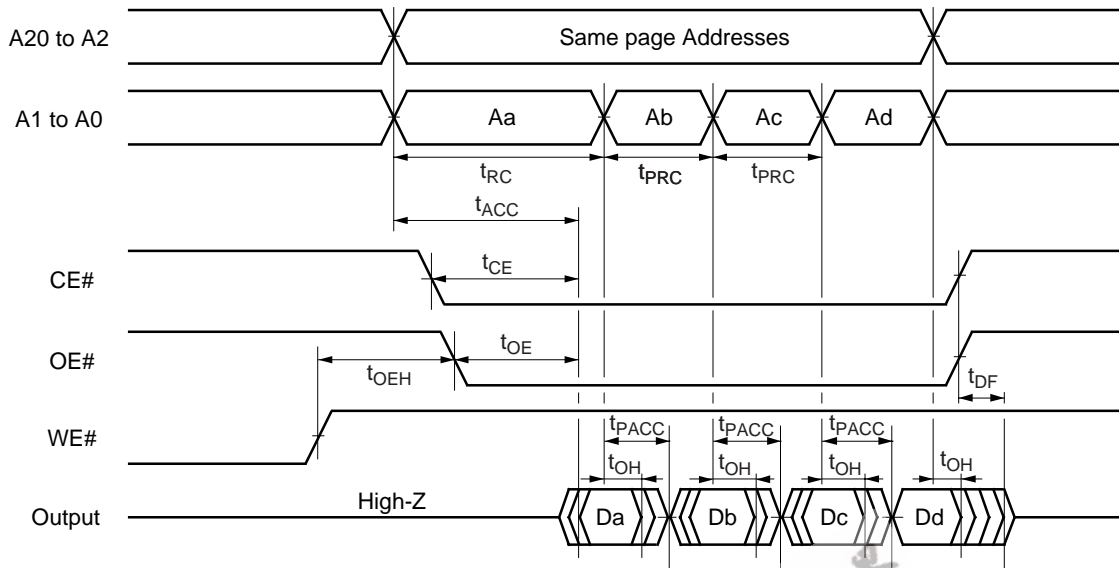 A20 to A2 Same page Addresses
A1 to A0 Aa Ab Ac Ad
tRC tPRC tPRC
tACC
CE# tCE
OE# tOEH tOE tDF
WE# tPACC tPACC tPACC
tOH tOH tOH tOH
Output High-Z Da Db Dc Dd